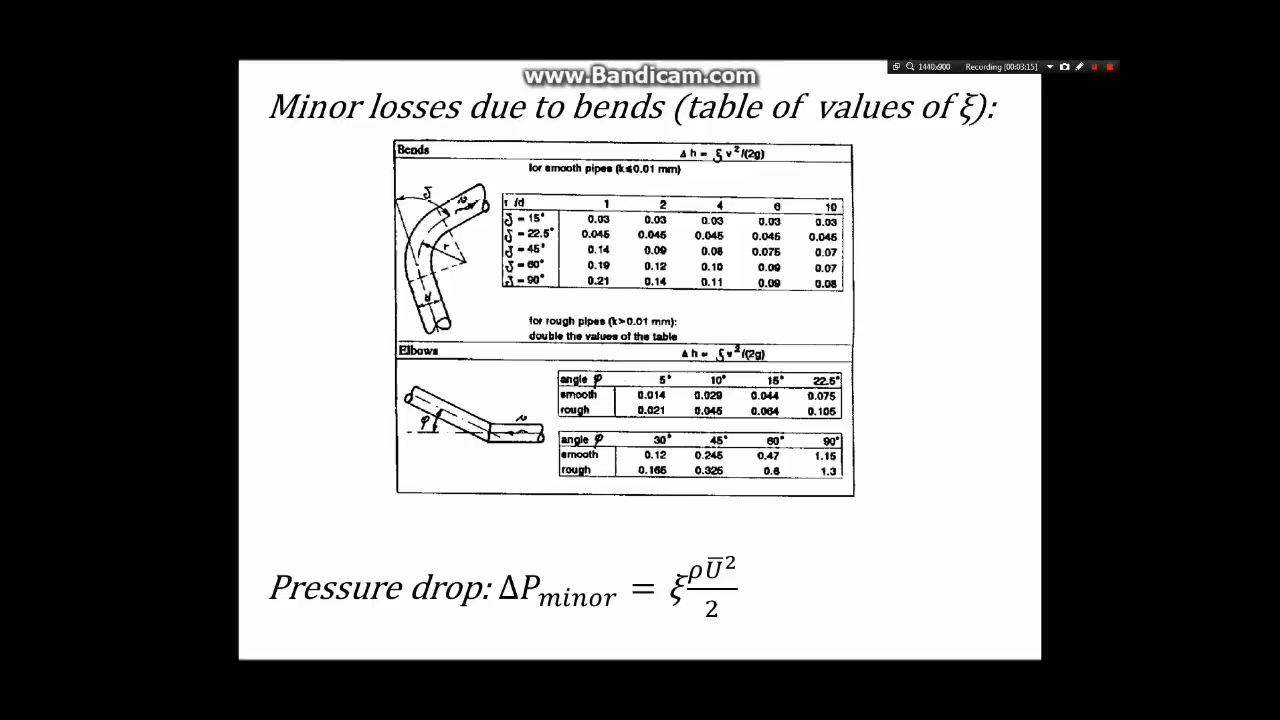 www.Bandicam.com
1440x900 Recording [00:03:15]
Minor losses due to bends (table of values of ξ):
Bends Δ h = ξ v²/(2g)
for smooth pipes (k≤0.01 mm)
r /d 1 2 4 6 10
ζ = 15° 0.03 0.03 0.03 0.03 0.03
ζ = 22.5° 0.045 0.045 0.045 0.045 0.045
ζ = 45° 0.14 0.09 0.08 0.075 0.07
ζ = 60° 0.19 0.12 0.10 0.09 0.07
ζ = 90° 0.21 0.14 0.11 0.09 0.08
ζ
v
r
d
for rough pipes (k>0.01 mm):
double the values of the table
Elbows Δ h = ξ v²/(2g)
angle φ 5° 10° 15° 22.5°
smooth 0.014 0.029 0.044 0.075
rough 0.021 0.045 0.064 0.105
φ
v
angle φ 30° 45° 60° 90°
smooth 0.12 0.245 0.47 1.15
rough 0.165 0.325 0.6 1.3
Pressure drop: ΔP_minor = ξ ρU̅²/2